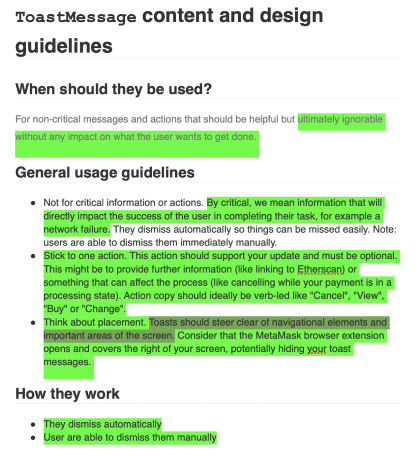 ToastMessage content and design
guidelines
When should they be used?
For non-critical messages and actions that should be helpful but ultimately ignorable
without any impact on what the user wants to get done.
General usage guidelines
• Not for critical information or actions. By critical, we mean information that will
directly impact the success of the user in completing their task, for example a
network failure. They dismiss automatically so things can be missed easily. Note:
users are able to dismiss them immediately manually.
• Stick to one action. This action should support your update and must be optional.
This might be to provide further information (like linking to Etherscan) or
something that can affect the process (like cancelling while your payment is in a
processing state). Action copy should ideally be verb-led like "Cancel", "View",
"Buy" or "Change".
• Think about placement. Toasts should steer clear of navigational elements and
important areas of the screen. Consider that the MetaMask browser extension
opens and covers the right of your screen, potentially hiding your toast
messages.
How they work
• They dismiss automatically
• User are able to dismiss them manually